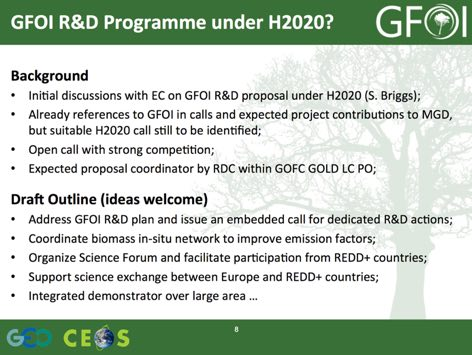 GFOI R&D Programme under H2020?
GFOI
Background
• Initial discussions with EC on GFOI R&D proposal under H2020 (S. Briggs);
• Already references to GFOI in calls and expected project contributions to MGD,
but suitable H2020 call still to be identified;
• Open call with strong competition;
• Expected proposal coordinator by RDC within GOFC GOLD LC PO;
Draft Outline (ideas welcome)
• Address GFOI R&D plan and issue an embedded call for dedicated R&D actions;
• Coordinate biomass in-situ network to improve emission factors;
• Organize Science Forum and facilitate participation from REDD+ countries;
• Support science exchange between Europe and REDD+ countries;
• Integrated demonstrator over large area …
GEO CEOS
8